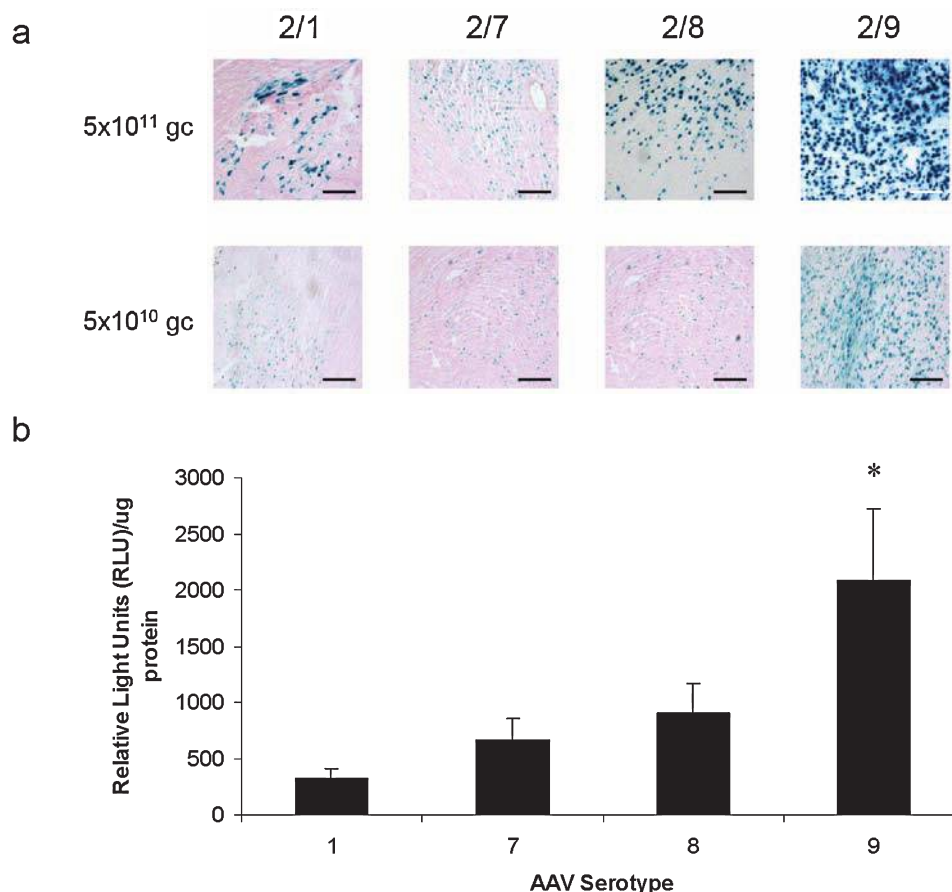 a
2/1 2/7 2/8 2/9
5x10¹¹ gc
5x10¹⁰ gc
b
Relative Light Units (RLU)/ug
protein
3000
2500
2000
1500
1000
500
0
*
1 7 8 9
AAV Serotype